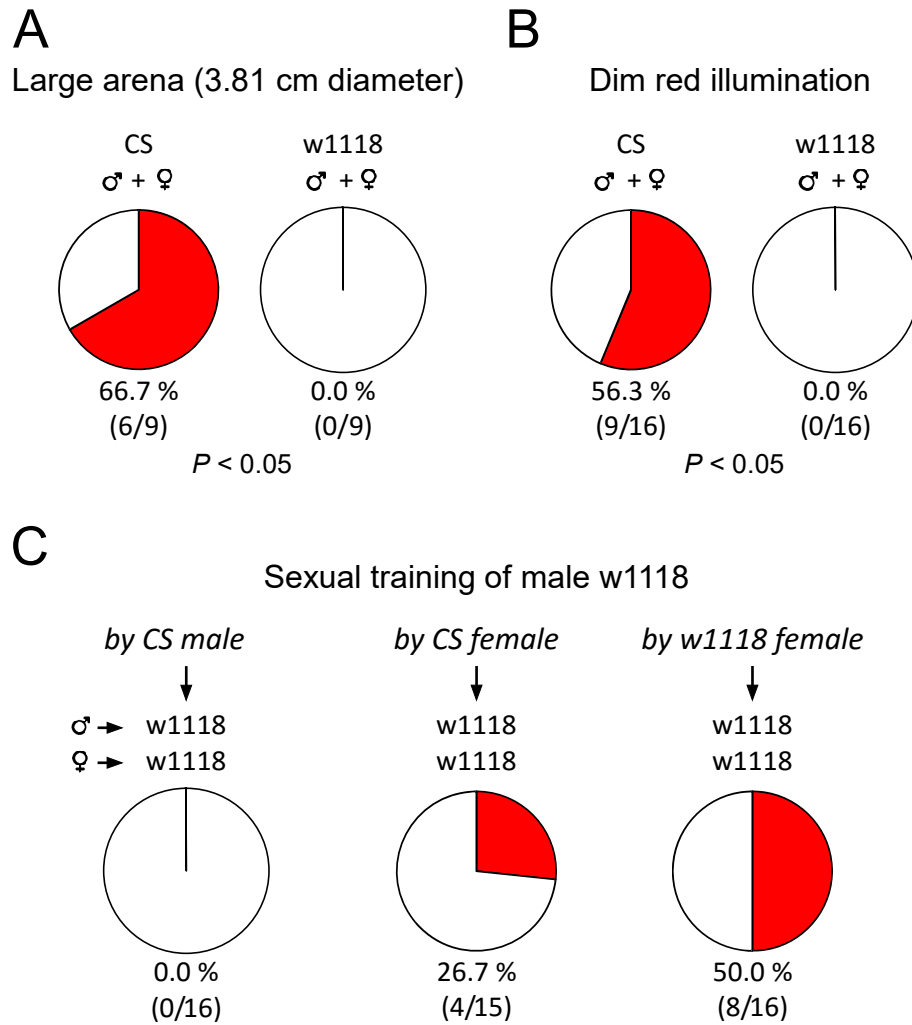 A
Large arena (3.81 cm diameter)
CS
♂ + ♀
66.7 %
(6/9)
w1118
♂ + ♀
0.0 %
(0/9)
P < 0.05
B
Dim red illumination
CS
♂ + ♀
56.3 %
(9/16)
w1118
♂ + ♀
0.0 %
(0/16)
P < 0.05
C
Sexual training of male w1118
by CS male
♂ → w1118
♀ → w1118
0.0 %
(0/16)
by CS female
w1118
w1118
26.7 %
(4/15)
by w1118 female
w1118
w1118
50.0 %
(8/16)